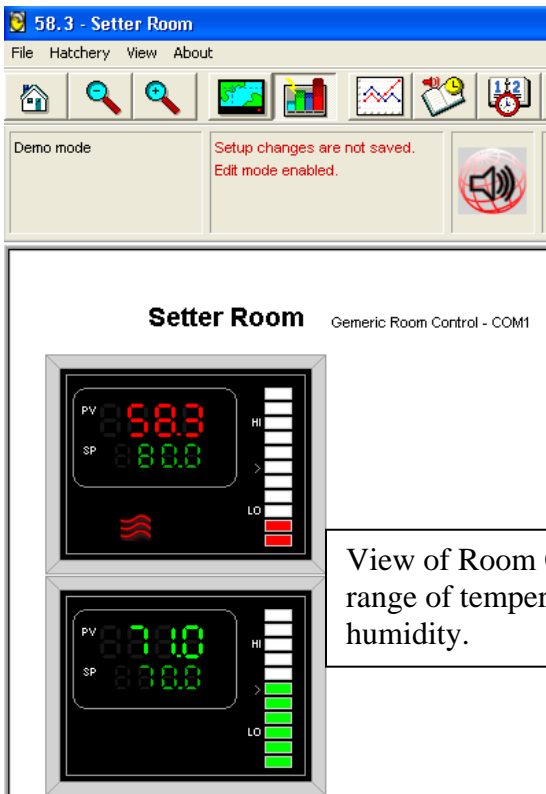 58.3 - Setter Room
File Hatchery View About
1 2
Demo mode
Setup changes are not saved.
Edit mode enabled.
Setter Room Gemeric Room Control - COM1
PV 58.3 HI
SP 80.0 >
LO
View of Room
range of temper
humidity.
PV 71.0 HI
SP 70.0 >
LO